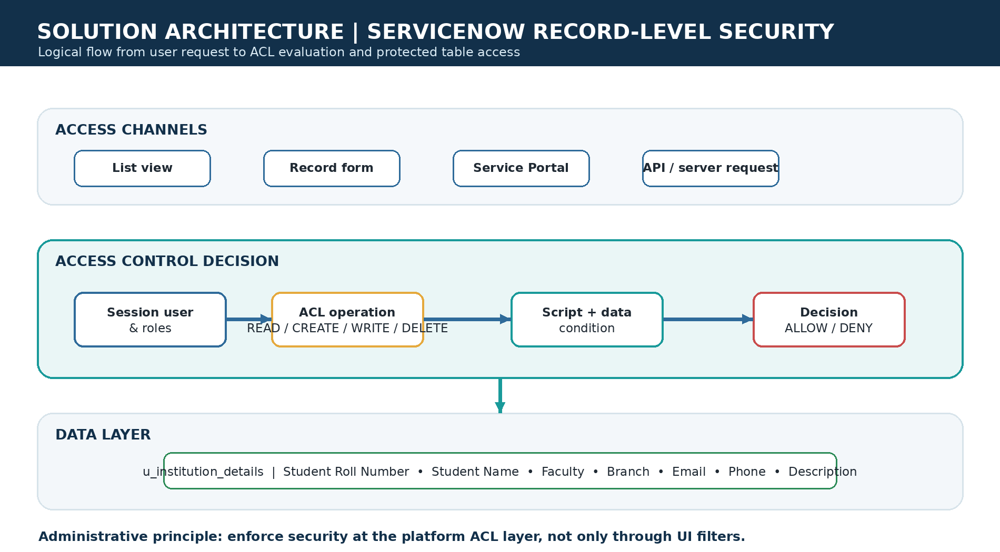 SOLUTION ARCHITECTURE | SERVICENOW RECORD-LEVEL SECURITY
Logical flow from user request to ACL evaluation and protected table access
ACCESS CHANNELS
List view
Record form
Service Portal
API / server request
ACCESS CONTROL DECISION
Session user
& roles
ACL operation
READ / CREATE / WRITE / DELETE
Script + data
condition
Decision
ALLOW / DENY
DATA LAYER
u_institution_details | Student Roll Number • Student Name • Faculty • Branch • Email • Phone • Description
Administrative principle: enforce security at the platform ACL layer, not only through UI filters.